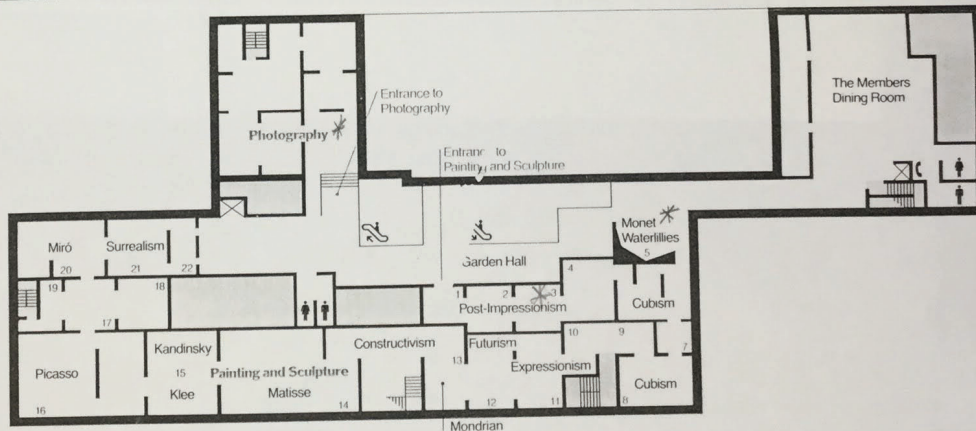 Entrance to
Photography
Photography
Entrance to
Painting and Sculpture
The Members
Dining Room
Miró
20
Surrealism
21
22
Garden Hall
Monet
Waterlillies
5
4
19
18
17
1
2
3
Post-Impressionism
Cubism
Kandinsky
15
Klee
Picasso
16
Painting and Sculpture
Matisse
14
Constructivism
13
Futurism
10
9
7
Expressionism
12
11
Cubism
8
Mondrian